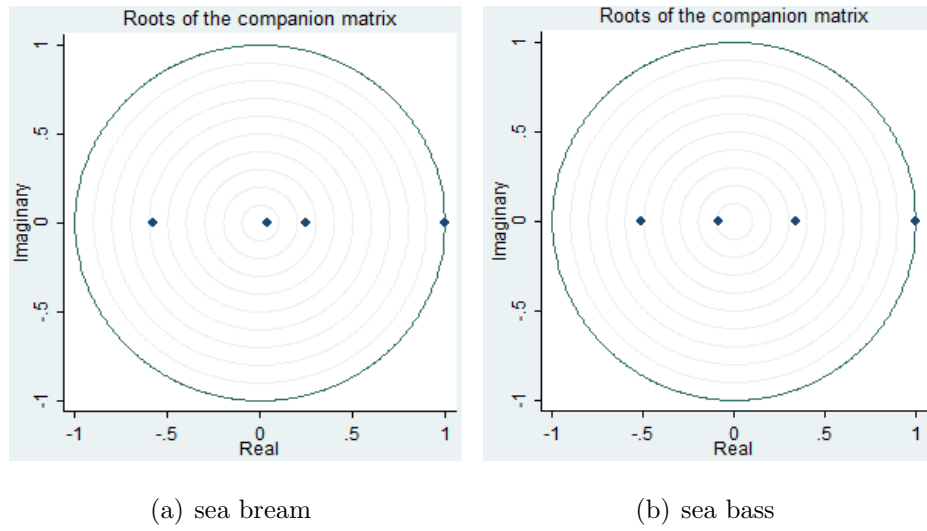 Roots of the companion matrix
Imaginary
1
.5
0
-.5
-1
-1
-.5
0
.5
1
Real
(a) sea bream
Roots of the companion matrix
Imaginary
1
.5
0
-.5
-1
-1
-.5
0
.5
1
Real
(b) sea bass